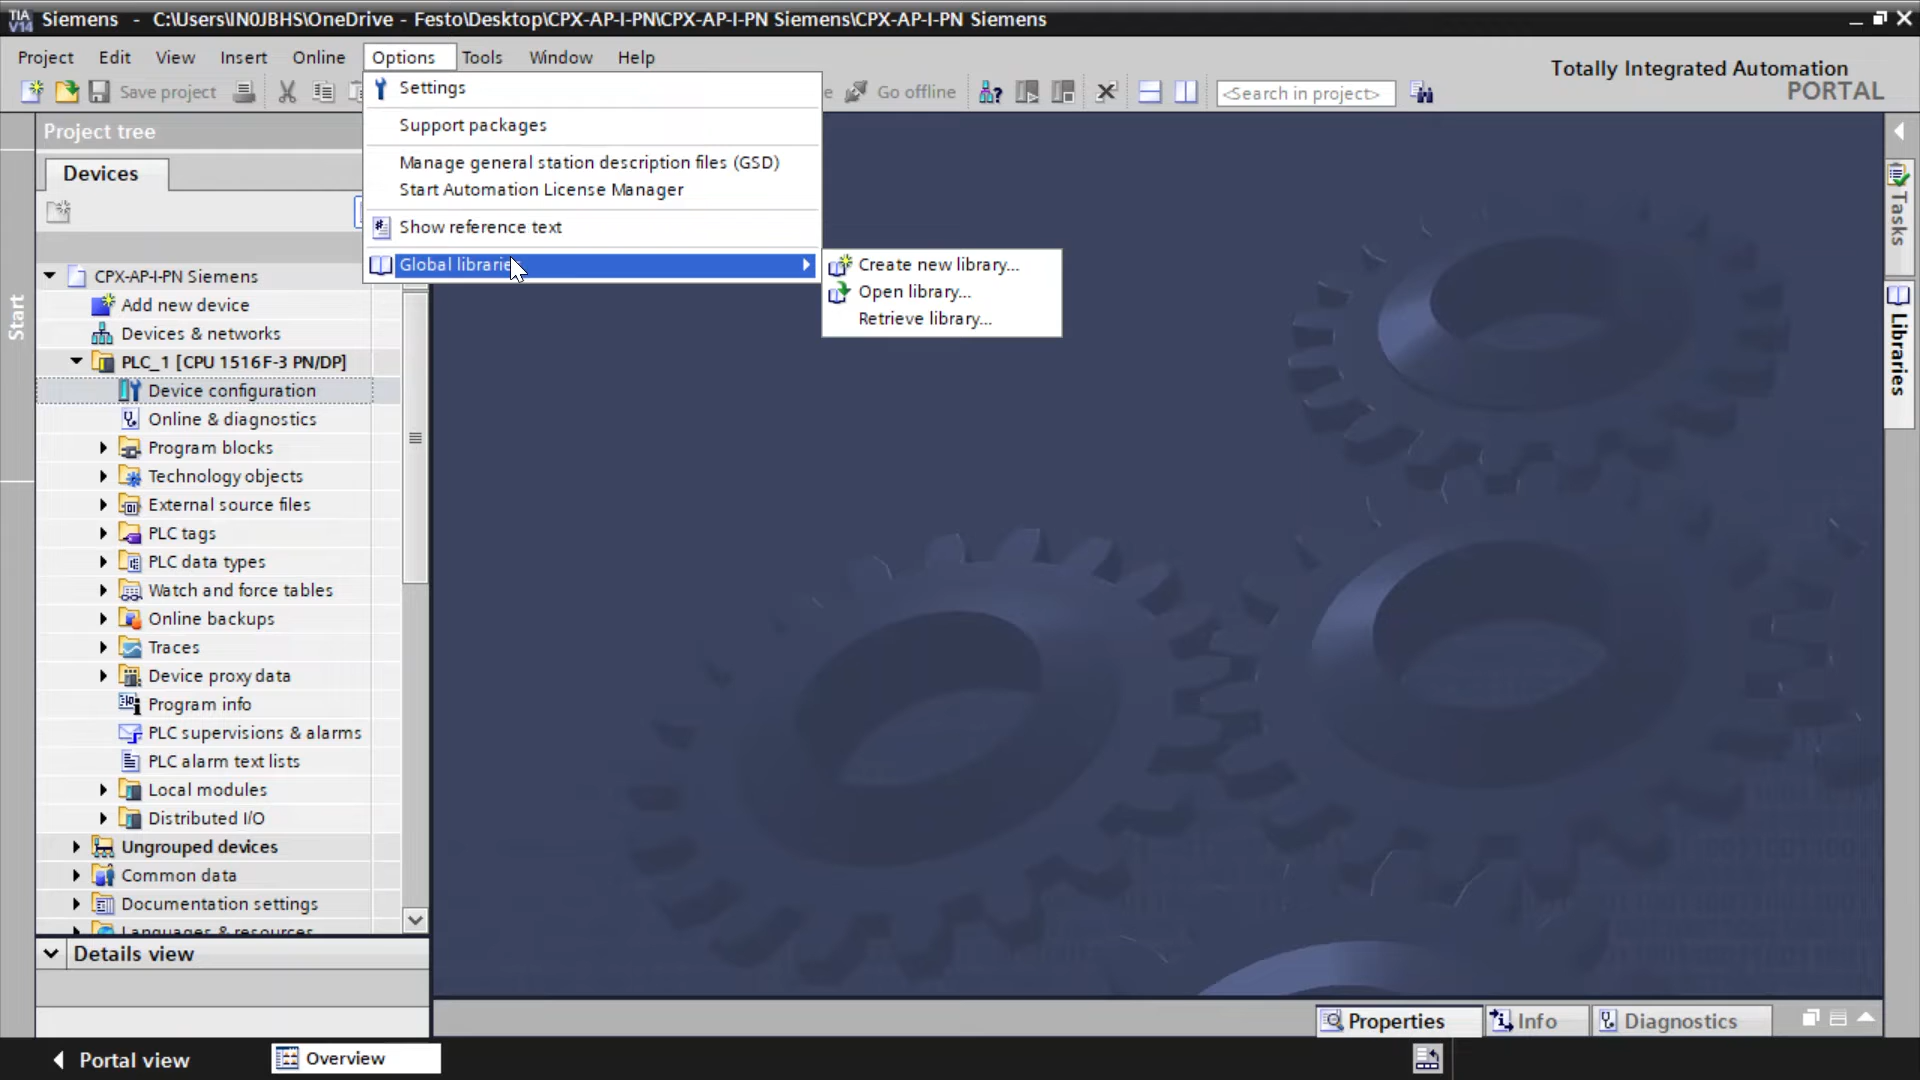 TIA
V14
Siemens - C:\Users\IN0JBHS\OneDrive - Festo\Desktop\CPX-AP-I-PN\CPX-AP-I-PN Siemens\CPX-AP-I-PN Siemens
Project Edit View Insert Online Options Tools Window Help
Totally Integrated Automation
PORTAL
Save project
Go offline
<Search in project>
Settings
Support packages
Manage general station description files (GSD)
Start Automation License Manager
Show reference text
Global librarie
Create new library...
Open library...
Retrieve library...
Project tree
Devices
Start
CPX-AP-I-PN Siemens
Add new device
Devices & networks
PLC_1 [CPU 1516F-3 PN/DP]
Device configuration
Online & diagnostics
Program blocks
Technology objects
External source files
PLC tags
PLC data types
Watch and force tables
Online backups
Traces
Device proxy data
Program info
PLC supervisions & alarms
PLC alarm text lists
Local modules
Distributed I/O
Ungrouped devices
Common data
Documentation settings
Languages & resources
Details view
Tasks
Libraries
Properties
Info
Diagnostics
Portal view
Overview